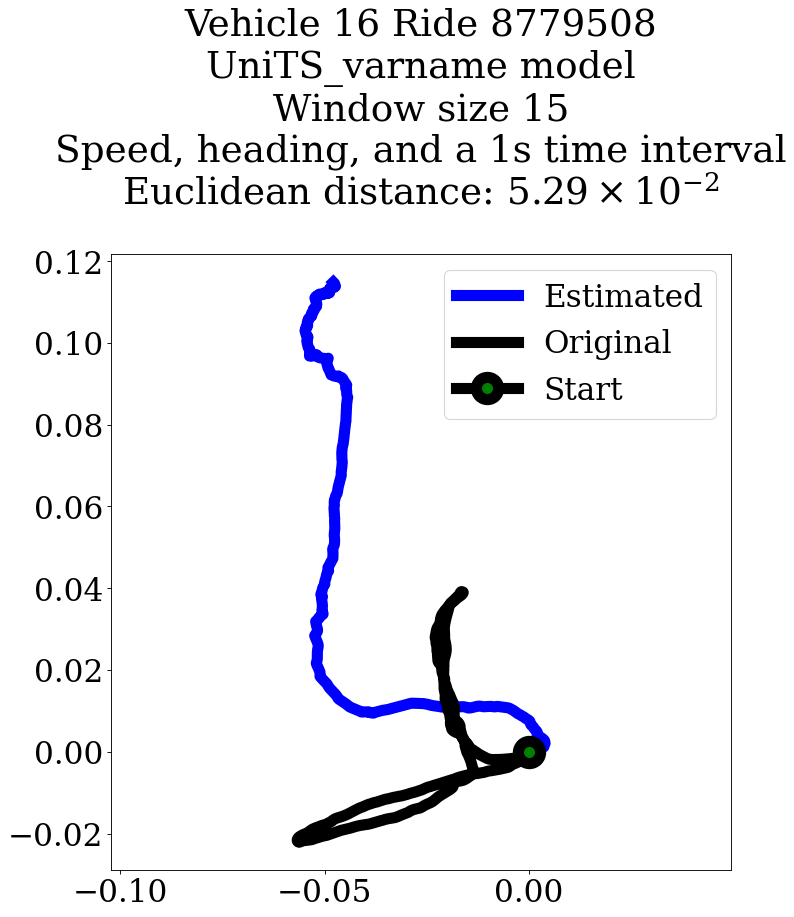 Vehicle 16 Ride 8779508
UniTS_varname model
Window size 15
Speed, heading, and a 1s time interval
Euclidean distance: 5.29 × 10⁻²
0.12
0.10
0.08
0.06
0.04
0.02
0.00
−0.02
−0.10
−0.05
0.00
Estimated
Original
Start